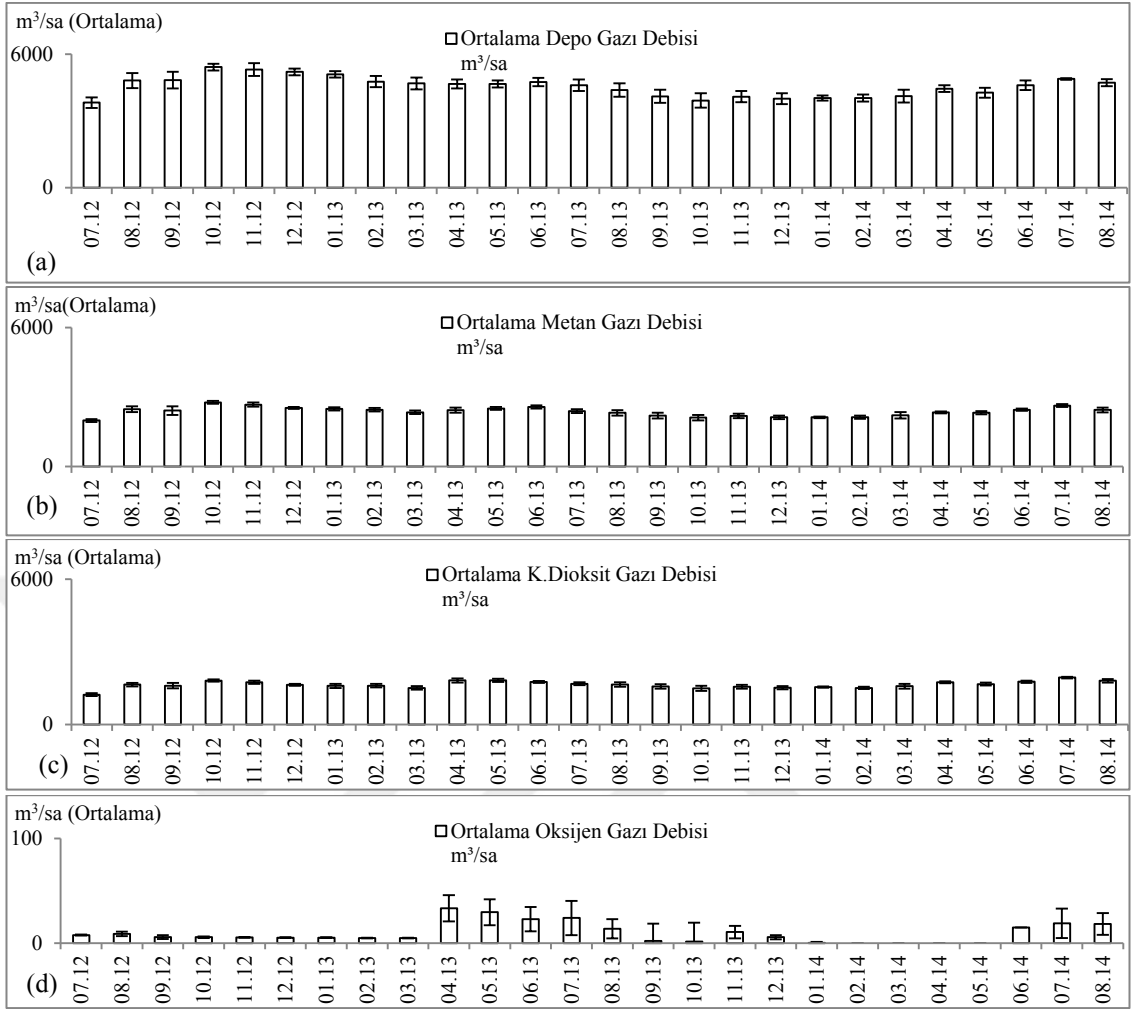 m³/sa (Ortalama)
Ortalama Depo Gazı Debisi
m³/sa
6000
0
07.12 08.12 09.12 10.12 11.12 12.12 01.13 02.13 03.13 04.13 05.13 06.13 07.13 08.13 09.13 10.13 11.13 12.13 01.14 02.14 03.14 04.14 05.14 06.14 07.14 08.14
(a)
m³/sa(Ortalama)
Ortalama Metan Gazı Debisi
m³/sa
6000
0
07.12 08.12 09.12 10.12 11.12 12.12 01.13 02.13 03.13 04.13 05.13 06.13 07.13 08.13 09.13 10.13 11.13 12.13 01.14 02.14 03.14 04.14 05.14 06.14 07.14 08.14
(b)
m³/sa (Ortalama)
Ortalama K.Dioksit Gazı Debisi
m³/sa
6000
0
07.12 08.12 09.12 10.12 11.12 12.12 01.13 02.13 03.13 04.13 05.13 06.13 07.13 08.13 09.13 10.13 11.13 12.13 01.14 02.14 03.14 04.14 05.14 06.14 07.14 08.14
(c)
m³/sa (Ortalama)
Ortalama Oksijen Gazı Debisi
m³/sa
100
0
07.12 08.12 09.12 10.12 11.12 12.12 01.13 02.13 03.13 04.13 05.13 06.13 07.13 08.13 09.13 10.13 11.13 12.13 01.14 02.14 03.14 04.14 05.14 06.14 07.14 08.14
(d)